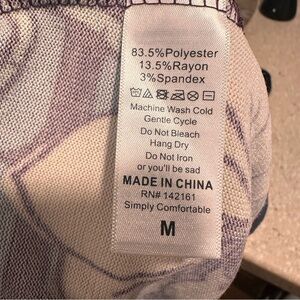 83.5%Polyester
13.5%Rayon
3%Spandex
Machine Wash Cold
Gentle Cycle
Do Not Bleach
Hang Dry
Do Not Iron
or you'll be sad
MADE IN CHINA
RN# 142161
Simply Comfortable
M